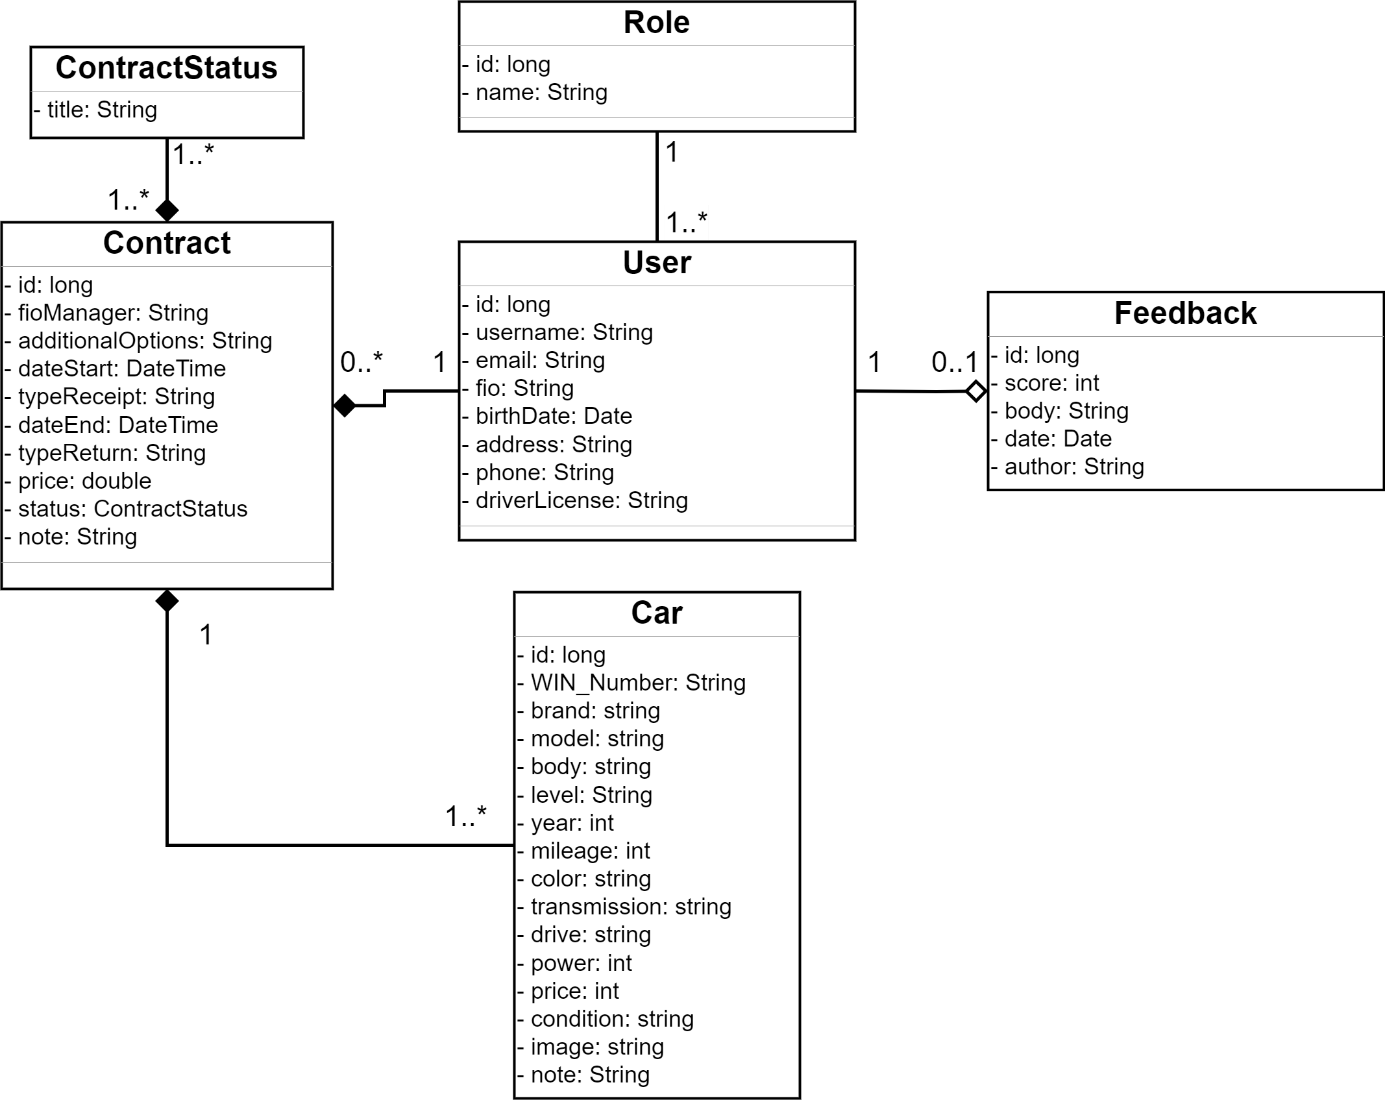 ContractStatus
- title: String
1..*
1..*
Role
- id: long
- name: String
1
1..*
Contract
- id: long
- fioManager: String
- additionalOptions: String
- dateStart: DateTime
- typeReceipt: String
- dateEnd: DateTime
- typeReturn: String
- price: double
- status: ContractStatus
- note: String
0..*
1
User
- id: long
- username: String
- email: String
- fio: String
- birthDate: Date
- address: String
- phone: String
- driverLicense: String
1
0..1
Feedback
- id: long
- score: int
- body: String
- date: Date
- author: String
1
1..*
Car
- id: long
- WIN_Number: String
- brand: string
- model: string
- body: string
- level: String
- year: int
- mileage: int
- color: string
- transmission: string
- drive: string
- power: int
- price: int
- condition: string
- image: string
- note: String